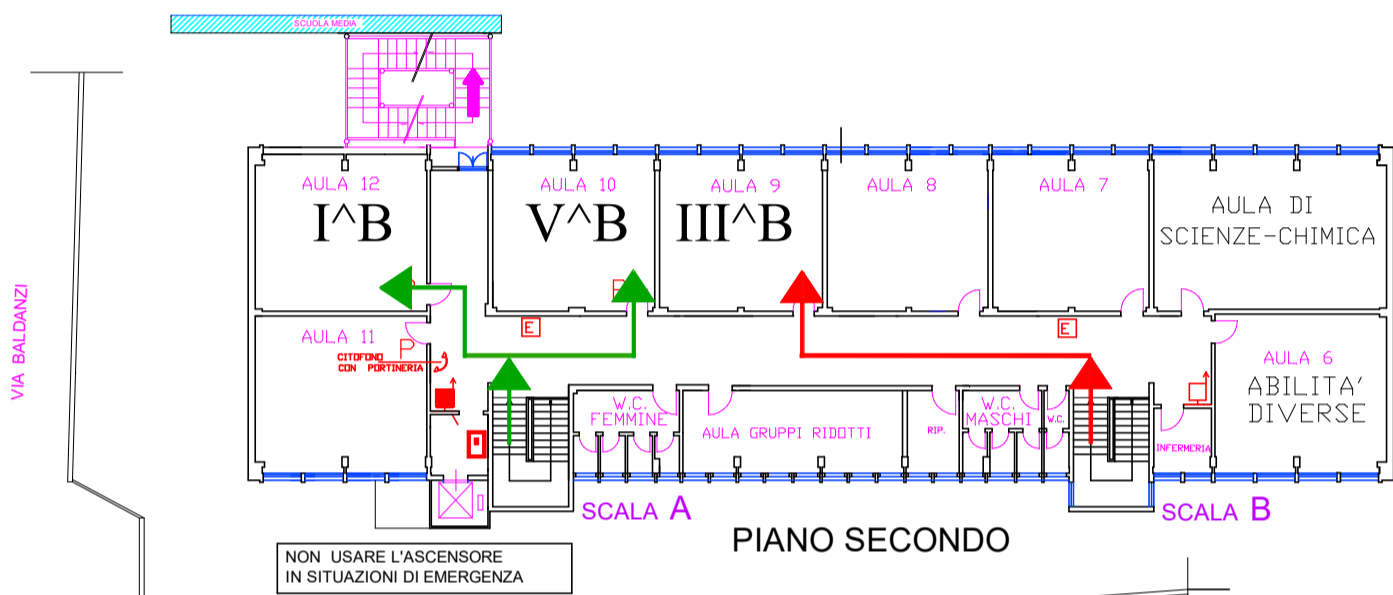 SCUOLA MEDIA
VIA BALDANZI
AULA 12
I^B
AULA 10
V^B
AULA 9
III^B
AULA 8
AULA 7
AULA DI
SCIENZE-CHIMICA
AULA 11
CITOFONO
CON PORTINERIA
P
E
E
AULA 6
ABILITA'
DIVERSE
W.C.
FEMMINE
AULA GRUPPI RIDOTTI
RIP.
W.C.
MASCHI
W.C.
INFERMERIA
SCALA A
SCALA B
PIANO SECONDO
NON USARE L'ASCENSORE
IN SITUAZIONI DI EMERGENZA